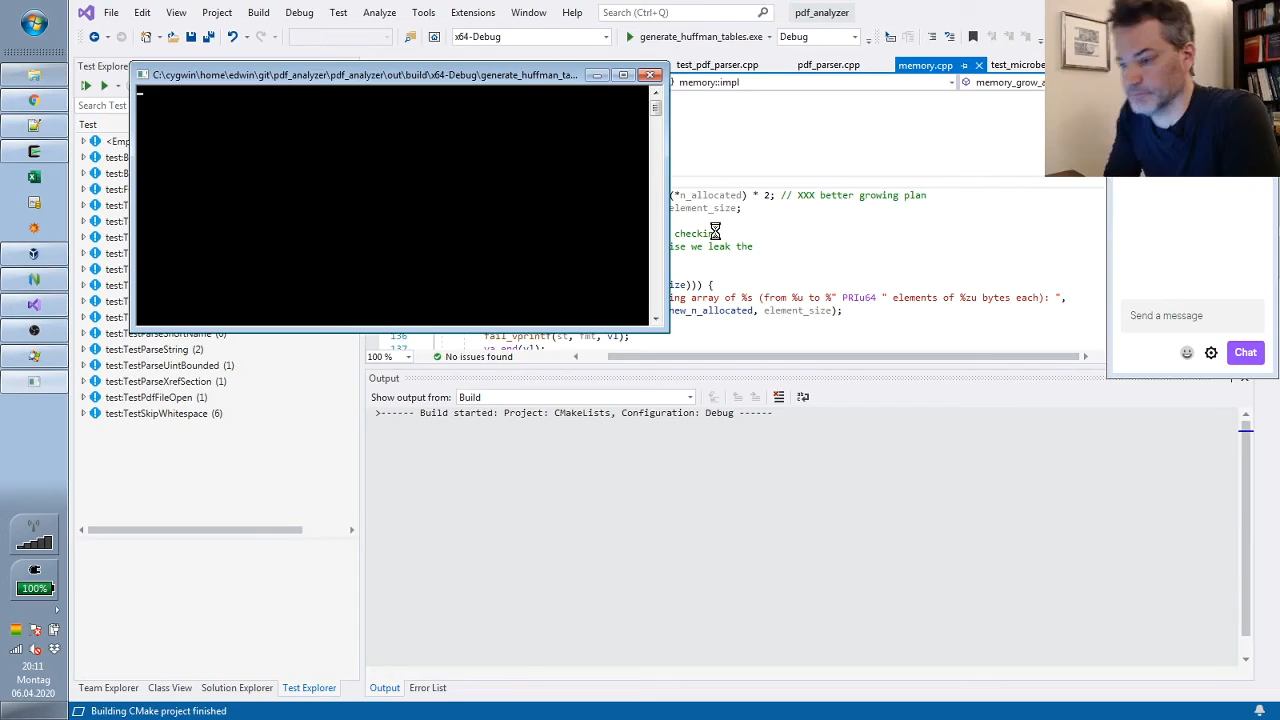 File Edit View Project Build Debug Test Analyze Tools Extensions Window Help Search (Ctrl+Q) pdf_analyzer
x64-Debug generate_huffman_tables.exe Debug
Test Explorer
C:\cygwin\home\edwin\git\pdf_analyzer\pdf_analyzer\out\build\x64-Debug\generate_huffman_ta...
test_pdf_parser.cpp pdf_parser.cpp memory.cpp test_microbe
memory::impl memory_grow_a
Search Test
Test
<Emp
test:B
test:B
test:F
test:T
test:T
test:T
test:T
test:T
test:T
test:T
test:T
test:TestParseShortName (6)
test:TestParseString (2)
test:TestParseUintBounded (1)
test:TestParseXrefSection (1)
test:TestPdfFileOpen (1)
test:TestSkipWhitespace (6)
(*n_allocated) * 2; // XXX better growing plan
element_size;
checking
ise we leak the
ize))) {
ing array of %s (from %u to %" PRIu64 " elements of %zu bytes each): ",
new_n_allocated, element_size);
136 fail_vprintf(st, fmt, vl);
137 va_end(vl);
100 % No issues found
Send a message
Chat
Output
Show output from: Build
>------ Build started: Project: CMakeLists, Configuration: Debug ------
100%
20:11
Montag
06.04.2020
Team Explorer Class View Solution Explorer Test Explorer Output Error List
Building CMake project finished